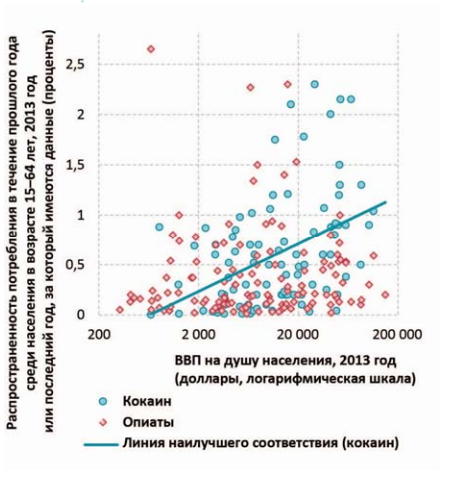 Распространенность потребления в течение прошлого года
среди населения в возрасте 15–64 лет, 2013 год
или последний год, за который имеются данные (проценты)
2,5
2
1,5
1
0,5
0
200
2 000
20 000
200 000
ВВП на душу населения, 2013 год
(доллары, логарифмическая шкала)
Кокаин
Опиаты
Линия наилучшего соответствия (кокаин)